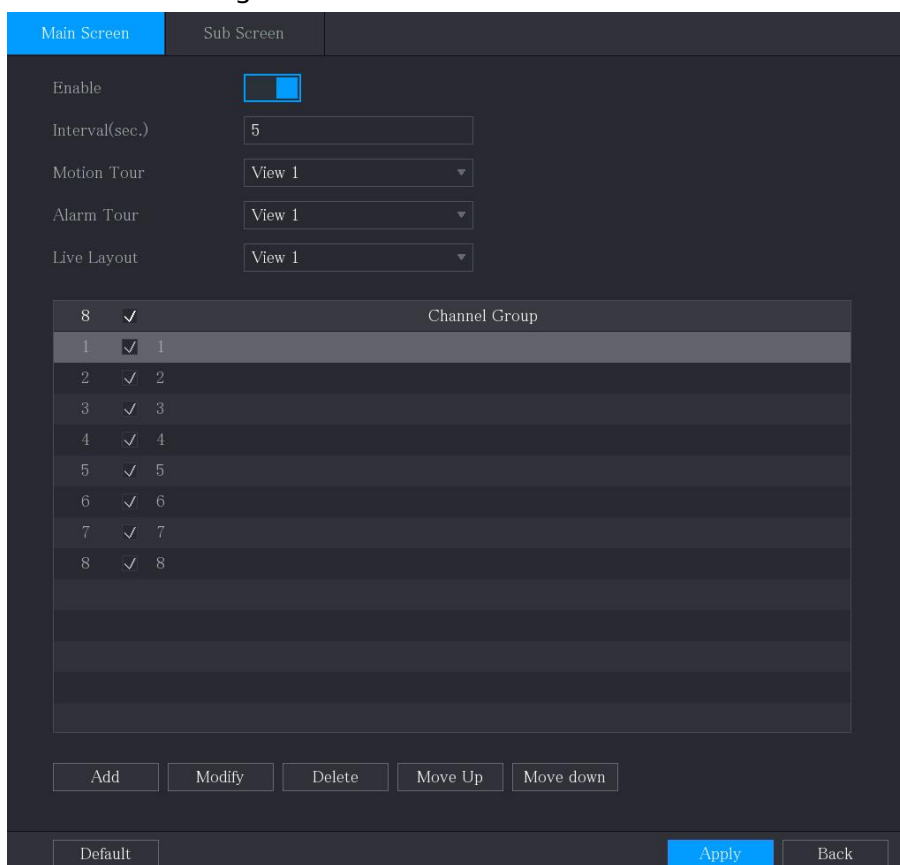 Main Screen Sub Screen
Enable
Interval(sec.) 5
Motion Tour View 1
Alarm Tour View 1
Live Layout View 1
8 Channel Group
1 1
2 2
3 3
4 4
5 5
6 6
7 7
8 8
Add Modify Delete Move Up Move down
Default Apply Back